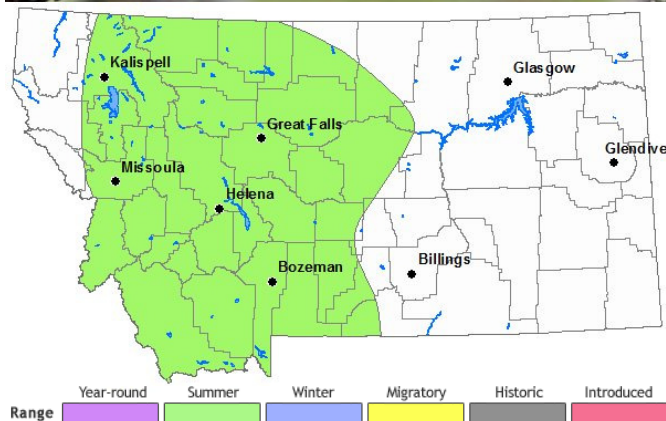 Kalispell
Glasgow
Great Falls
Glendive
Missoula
Helena
Bozeman
Billings
Year-round Summer Winter Migratory Historic Introduced
Range